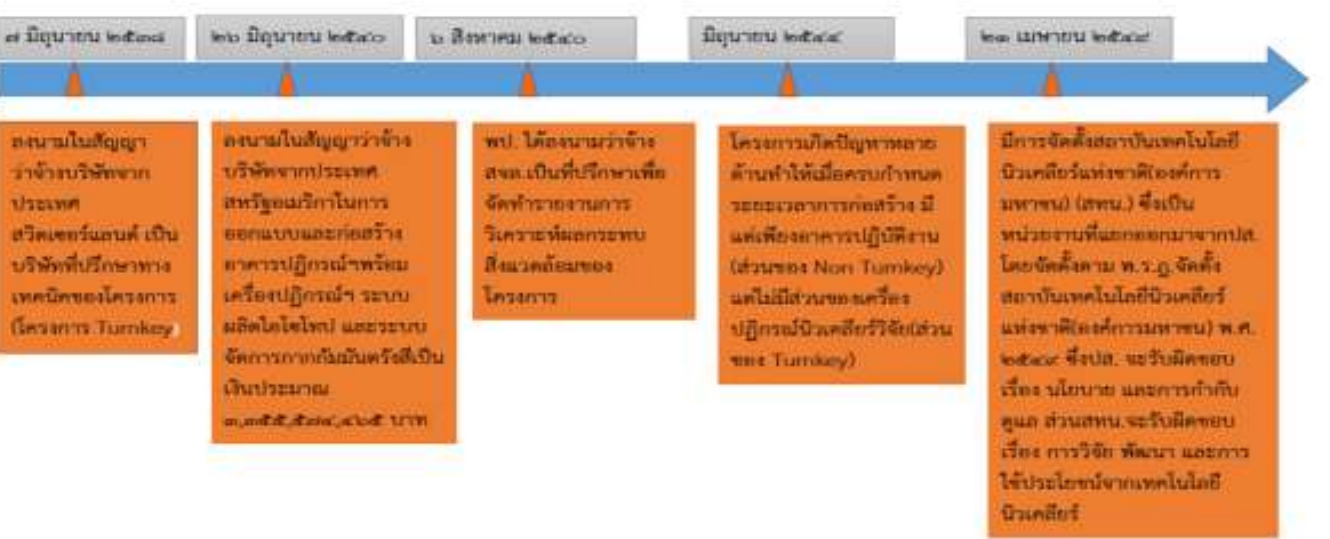 ๗ มิถุนายน ๒๕๓๘
๒๖ มิถุนายน ๒๕๔๐
๖ สิงหาคม ๒๕๔๐
มิถุนายน ๒๕๔๔
๒๑ เมษายน ๒๕๔๙
ลงนามในสัญญา
ว่าจ้างบริษัทจาก
ประเทศ
สวิตเซอร์แลนด์ เป็น
บริษัทที่ปรึกษาทาง
เทคนิคของโครงการ
(โครงการ Turnkey)
ลงนามในสัญญาว่าจ้าง
บริษัทจากประเทศ
สหรัฐอเมริกาในการ
ออกแบบและก่อสร้าง
อาคารปฏิกรณ์ฯพร้อม
เครื่องปฏิกรณ์ฯ ระบบ
ผลิตไอโซโทป และระบบ
จัดการกากกัมมันตรังสีเป็น
เงินประมาณ
บาท
พป. ได้ลงนามว่าจ้าง
สจล.เป็นที่ปรึกษาเพื่อ
จัดทำรายงานการ
วิเคราะห์ผลกระทบ
สิ่งแวดล้อมของ
โครงการ
โครงการเกิดปัญหาหลาย
ด้านทำให้เมื่อครบกำหนด
ระยะเวลาการก่อสร้าง มี
แต่เพียงอาคารปฏิบัติงาน
(ส่วนของ Non Turnkey)
แต่ไม่มีส่วนของเครื่อง
ปฏิกรณ์นิวเคลียร์วิจัย(ส่วน
ของ Turnkey)
มีการจัดตั้งสถาบันเทคโนโลยี
นิวเคลียร์แห่งชาติ(องค์การ
มหาชน) (สทน.) ซึ่งเป็น
หน่วยงานที่แยกออกมาจากปส.
โดยจัดตั้งตาม พ.ร.ฎ.จัดตั้ง
สถาบันเทคโนโลยีนิวเคลียร์
แห่งชาติ(องค์การมหาชน) พ.ศ.
๒๕๔๙ ซึ่งปส. จะรับผิดชอบ
เรื่อง นโยบาย และการกำกับ
ดูแล ส่วนสทน.จะรับผิดชอบ
เรื่อง การวิจัย พัฒนา และการ
ใช้ประโยชน์จากเทคโนโลยี
นิวเคลียร์